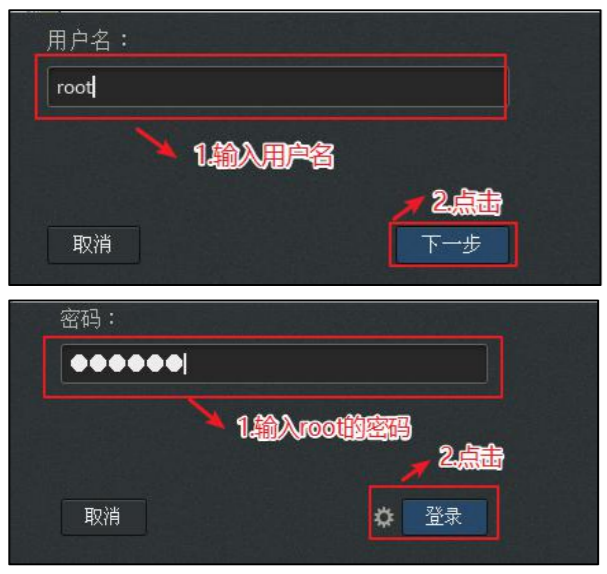 用户名：
root
1.输入用户名
2.点击
取消
下一步
密码：
●●●●●●
1.输入root的密码
2.点击
取消
登录